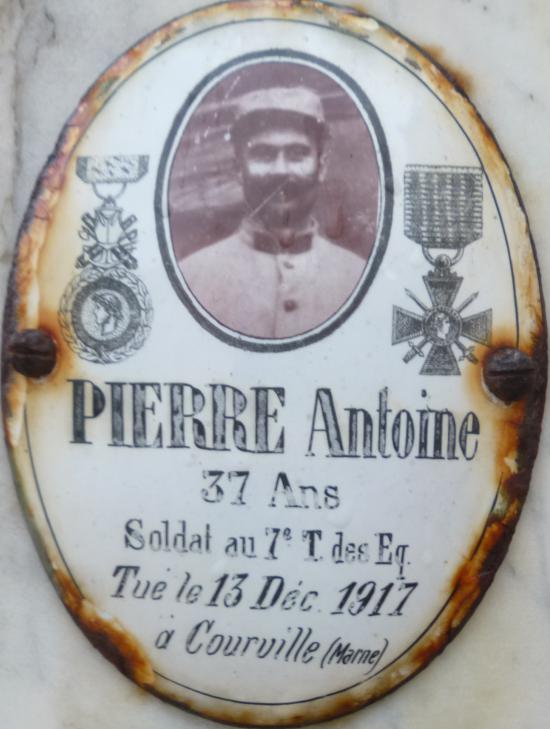 PIERRE Antoine
37 Ans
Soldat au 7e T. des Eq.
Tué le 13 Déc. 1917
à Courville (Marne)